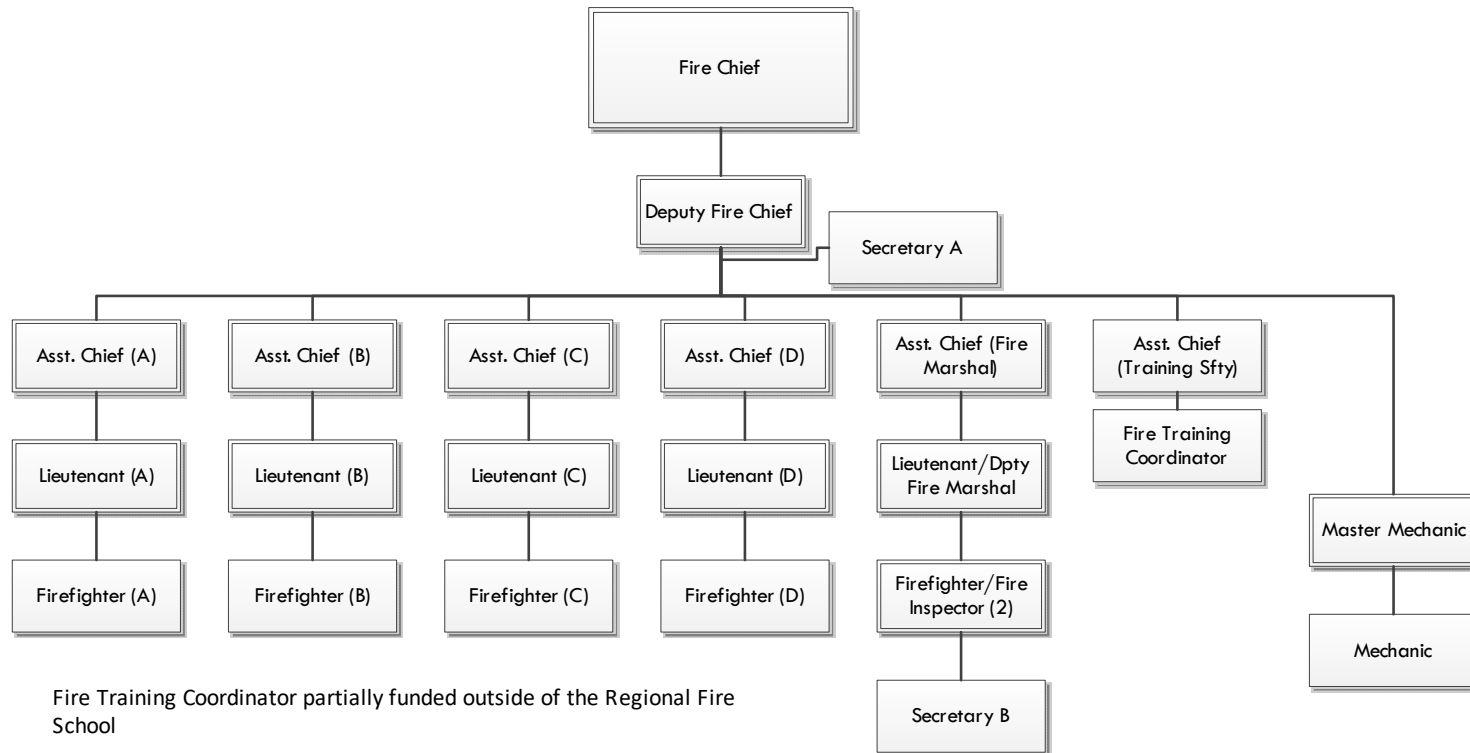 Fire Chief
Deputy Fire Chief
Secretary A
Asst. Chief (A)
Asst. Chief (B)
Asst. Chief (C)
Asst. Chief (D)
Asst. Chief (Fire
Marshal)
Asst. Chief
(Training Sfty)
Lieutenant (A)
Lieutenant (B)
Lieutenant (C)
Lieutenant (D)
Lieutenant/Dpty
Fire Marshal
Fire Training
Coordinator
Master Mechanic
Firefighter (A)
Firefighter (B)
Firefighter (C)
Firefighter (D)
Firefighter/Fire
Inspector (2)
Mechanic
Secretary B
Fire Training Coordinator partially funded outside of the Regional Fire
School